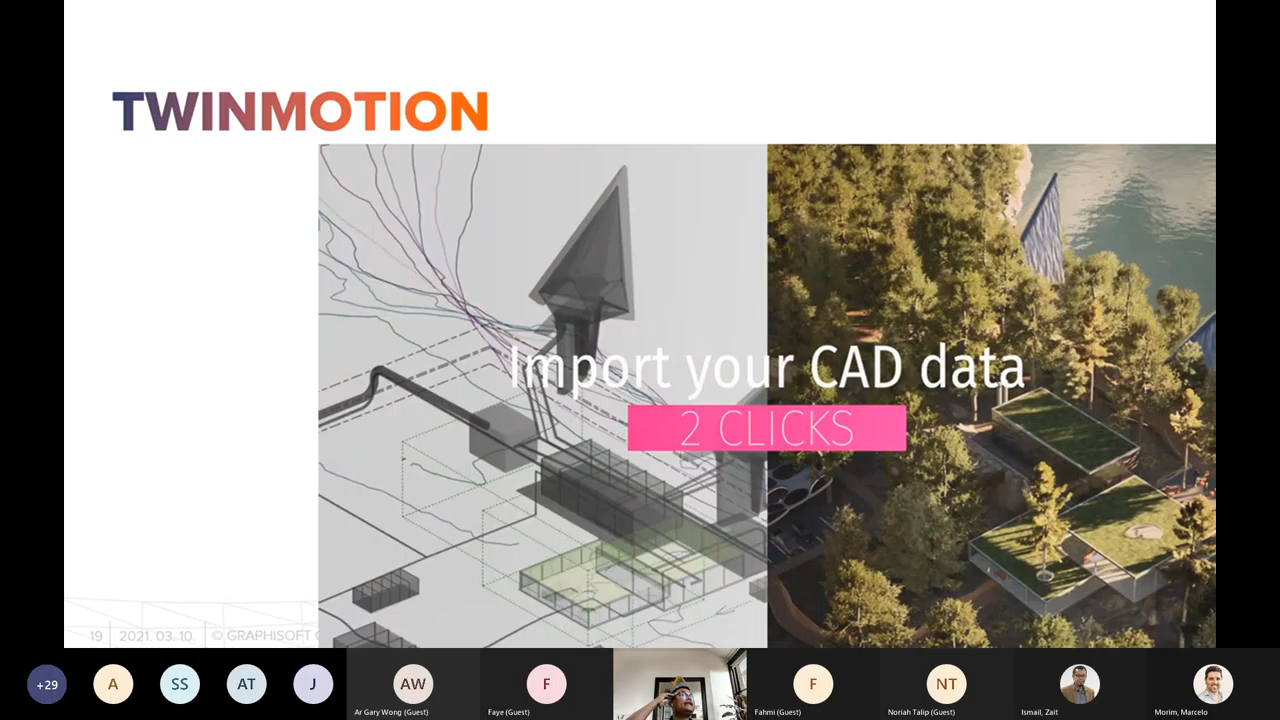 TWINMOTION
Import your CAD data
2 CLICKS
19 2021. 03. 10. © GRAPHISOFT
+29 A SS AT J AW F F NT
Ar Gary Wong (Guest) Faye (Guest) Fahmi (Guest) Noriah Talip (Guest) Ismail, Zait Morim, Marcelo